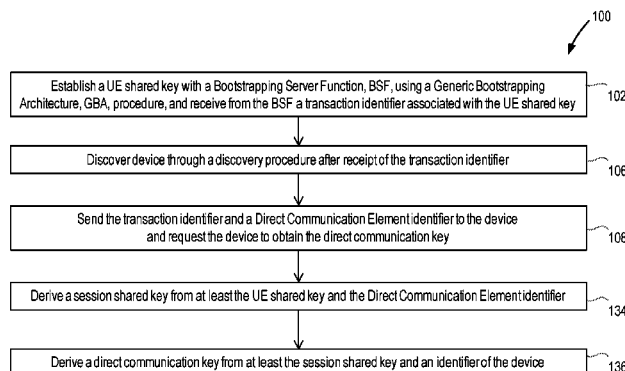 100
Establish a UE shared key with a Bootstrapping Server Function, BSF, using a Generic Bootstrapping
Architecture, GBA, procedure, and receive from the BSF a transaction identifier associated with the UE shared key
102
Discover device through a discovery procedure after receipt of the transaction identifier
106
Send the transaction identifier and a Direct Communication Element identifier to the device
and request the device to obtain the direct communication key
108
Derive a session shared key from at least the UE shared key and the Direct Communication Element identifier
134
Derive a direct communication key from at least the session shared key and an identifier of the device
136